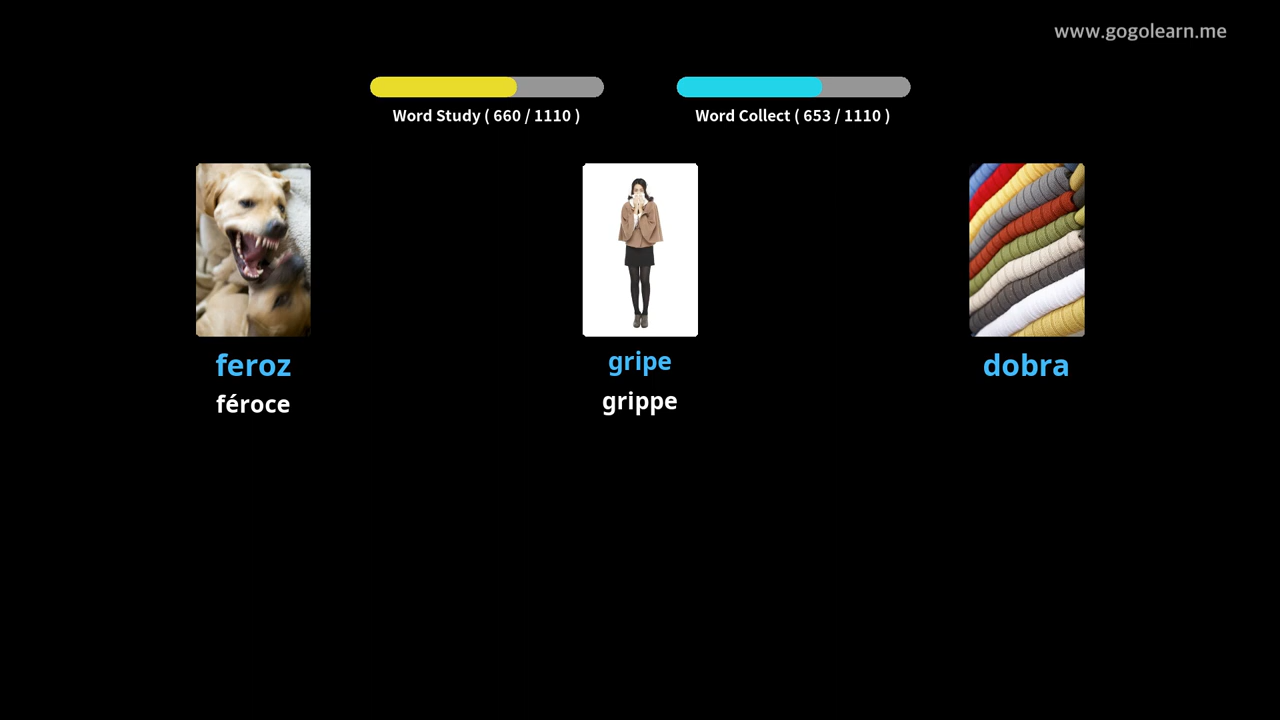 www.gogolearn.me
Word Study ( 660 / 1110 )
Word Collect ( 653 / 1110 )
feroz
féroce
gripe
grippe
dobra